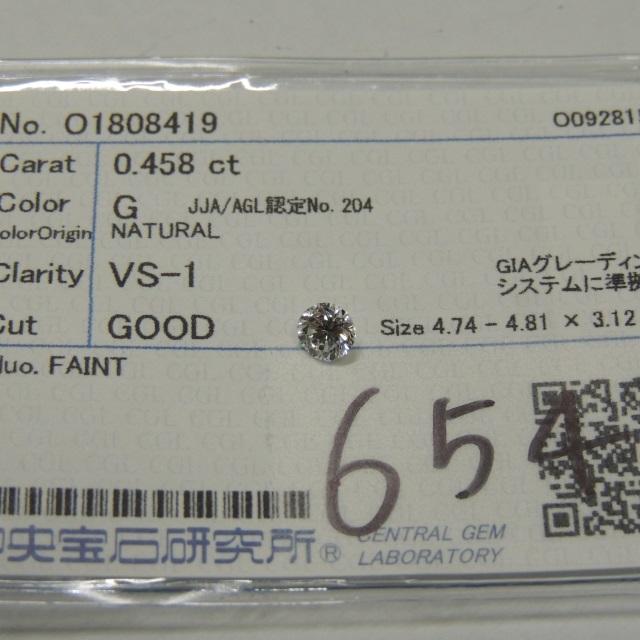 No. O1808419 O092815
Carat 0.458 ct
Color G JJA/AGL認定No. 204
olorOrigin NATURAL
Clarity VS-1 GIAグレーディン
システムに準拠
Cut GOOD Size 4.74 - 4.81 × 3.12
luo. FAINT
654
中央宝石研究所® CENTRAL GEM
LABORATORY